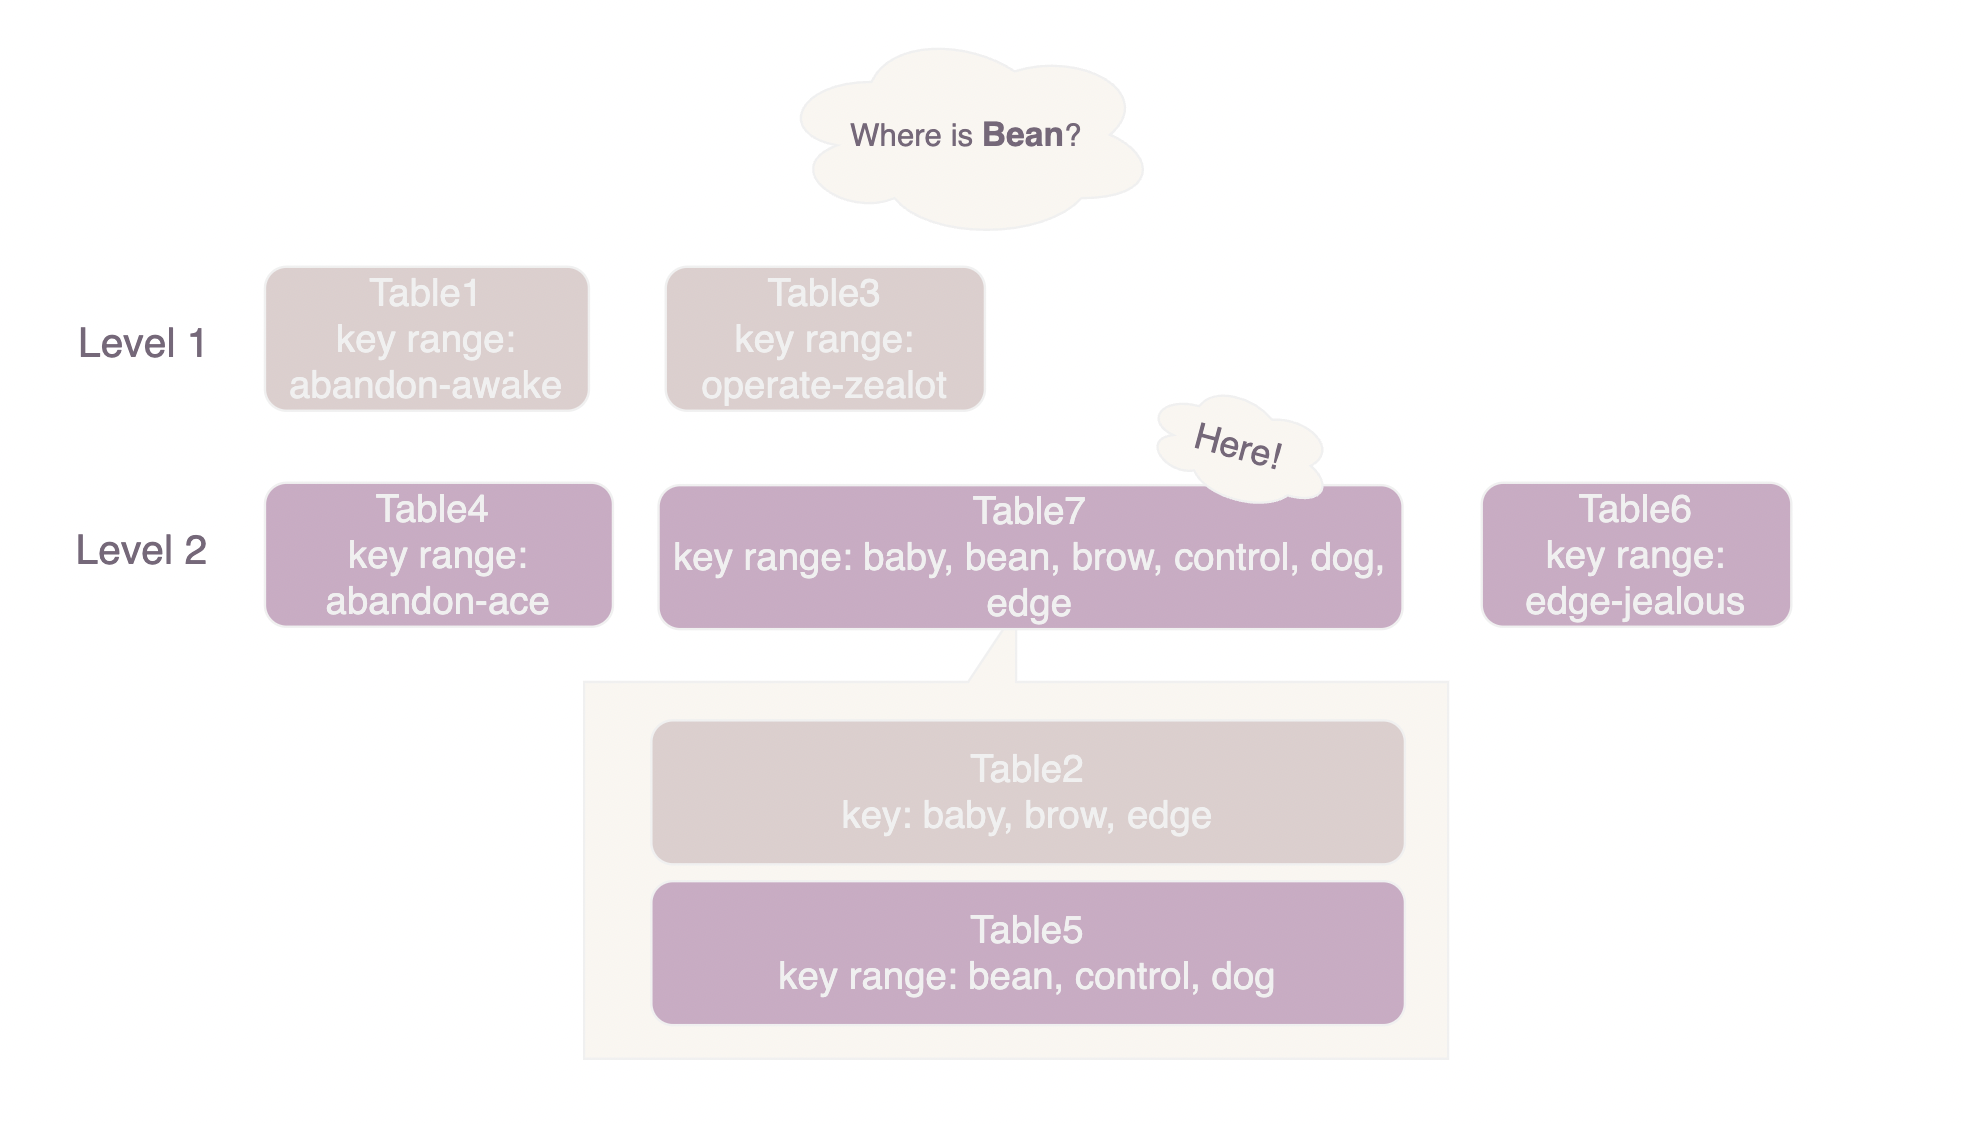 Where is Bean?
Level 1
Table1
key range:
abandon-awake
Table3
key range:
operate-zealot
Here!
Level 2
Table4
key range:
abandon-ace
Table7
key range: baby, bean, brow, control, dog,
edge
Table6
key range:
edge-jealous
Table2
key: baby, brow, edge
Table5
key range: bean, control, dog